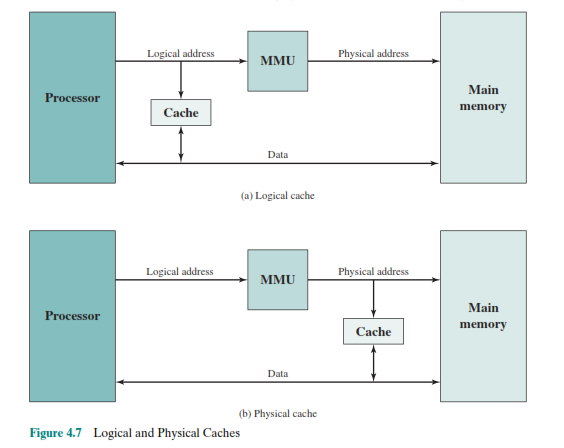 Logical address
MMU
Physical address
Processor
Cache
Main
memory
Data
(a) Logical cache
Logical address
MMU
Physical address
Processor
Cache
Main
memory
Data
(b) Physical cache
Figure 4.7 Logical and Physical Caches